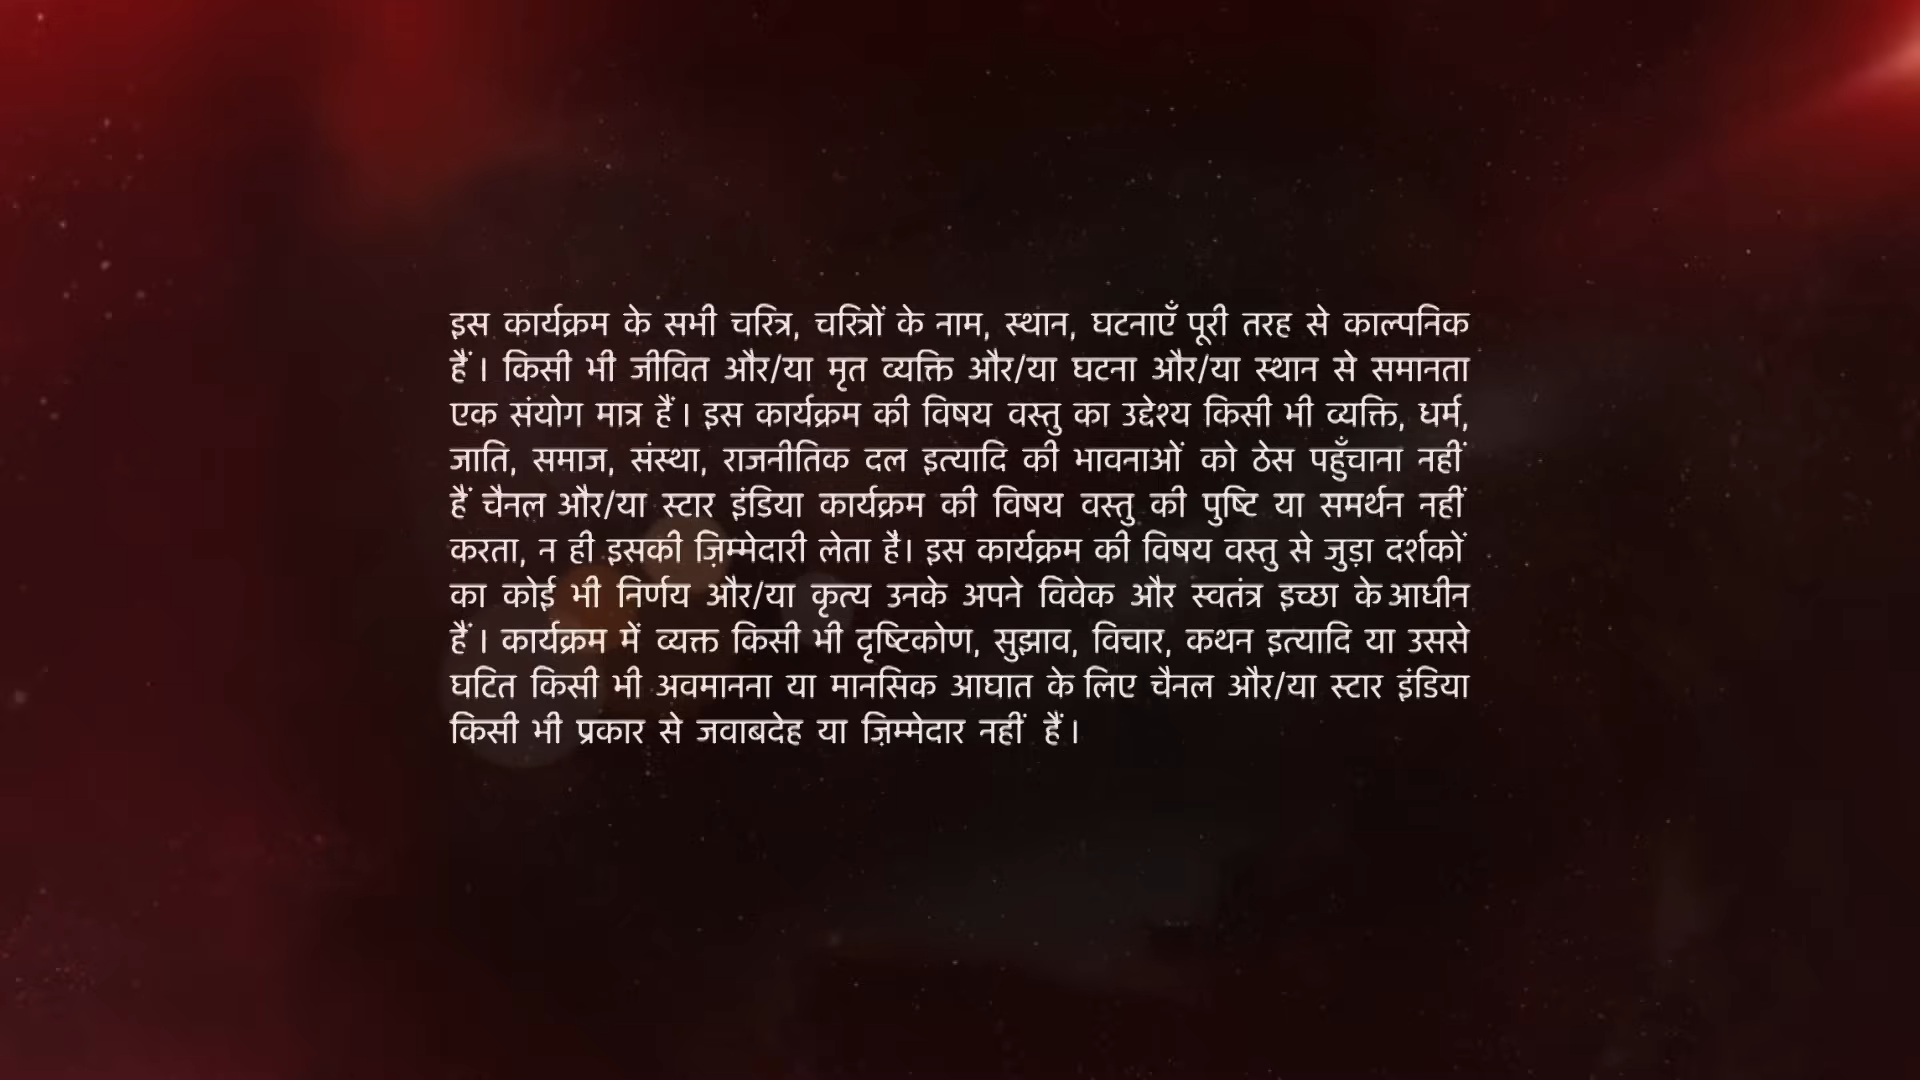 इस कार्यक्रम के सभी चरित्र, चरित्रों के नाम, स्थान, घटनाएँ पूरी तरह से काल्पनिक
हैं । किसी भी जीवित और/या मृत व्यक्ति और/या घटना और/या स्थान से समानता
एक संयोग मात्र हैं । इस कार्यक्रम की विषय वस्तु का उद्देश्य किसी भी व्यक्ति, धर्म,
जाति, समाज, संस्था, राजनीतिक दल इत्यादि की भावनाओं को ठेस पहुँचाना नहीं
हैं चैनल और/या स्टार इंडिया कार्यक्रम की विषय वस्तु की पुष्टि या समर्थन नहीं
करता, न ही इसकी ज़िम्मेदारी लेता है। इस कार्यक्रम की विषय वस्तु से जुड़ा दर्शकों
का कोई भी निर्णय और/या कृत्य उनके अपने विवेक और स्वतंत्र इच्छा के आधीन
हैं । कार्यक्रम में व्यक्त किसी भी दृष्टिकोण, सुझाव, विचार, कथन इत्यादि या उससे
घटित किसी भी अवमानना या मानसिक आघात के लिए चैनल और/या स्टार इंडिया
किसी भी प्रकार से जवाबदेह या ज़िम्मेदार नहीं हैं ।